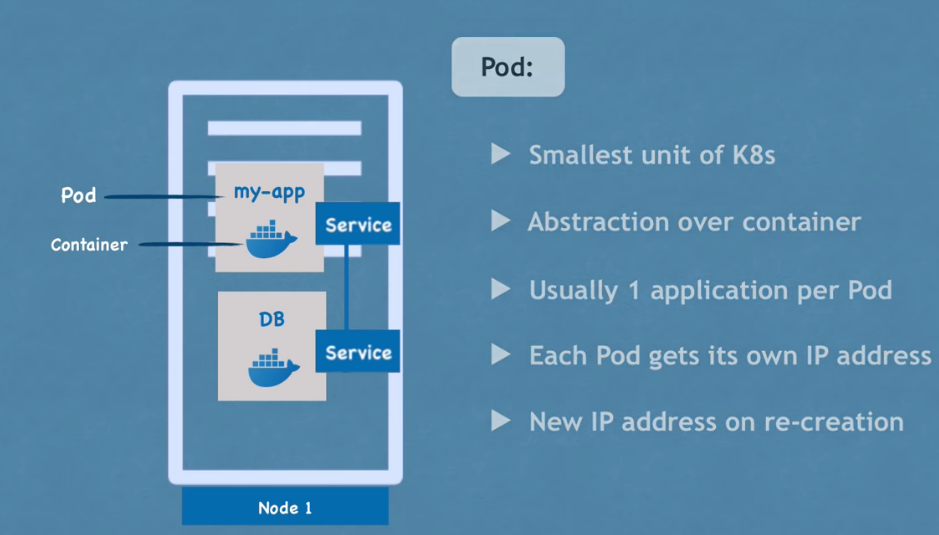 Pod:
Smallest unit of K8s
Abstraction over container
Usually 1 application per Pod
Each Pod gets its own IP address
New IP address on re-creation
Pod
Container
my-app
Service
DB
Service
Node 1